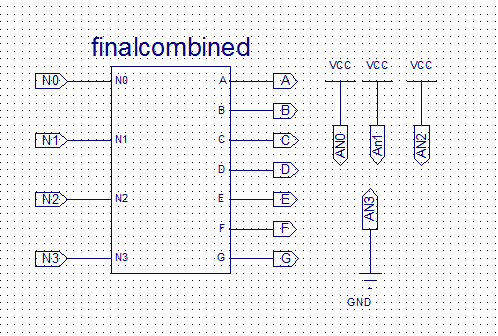 finalcombined
VCC VCC VCC
N0 N0 A A
B B
N1 N1 C C
AN0 An1 AN2
D D
N2 N2 E E
AN3
F F
N3 N3 G G
GND